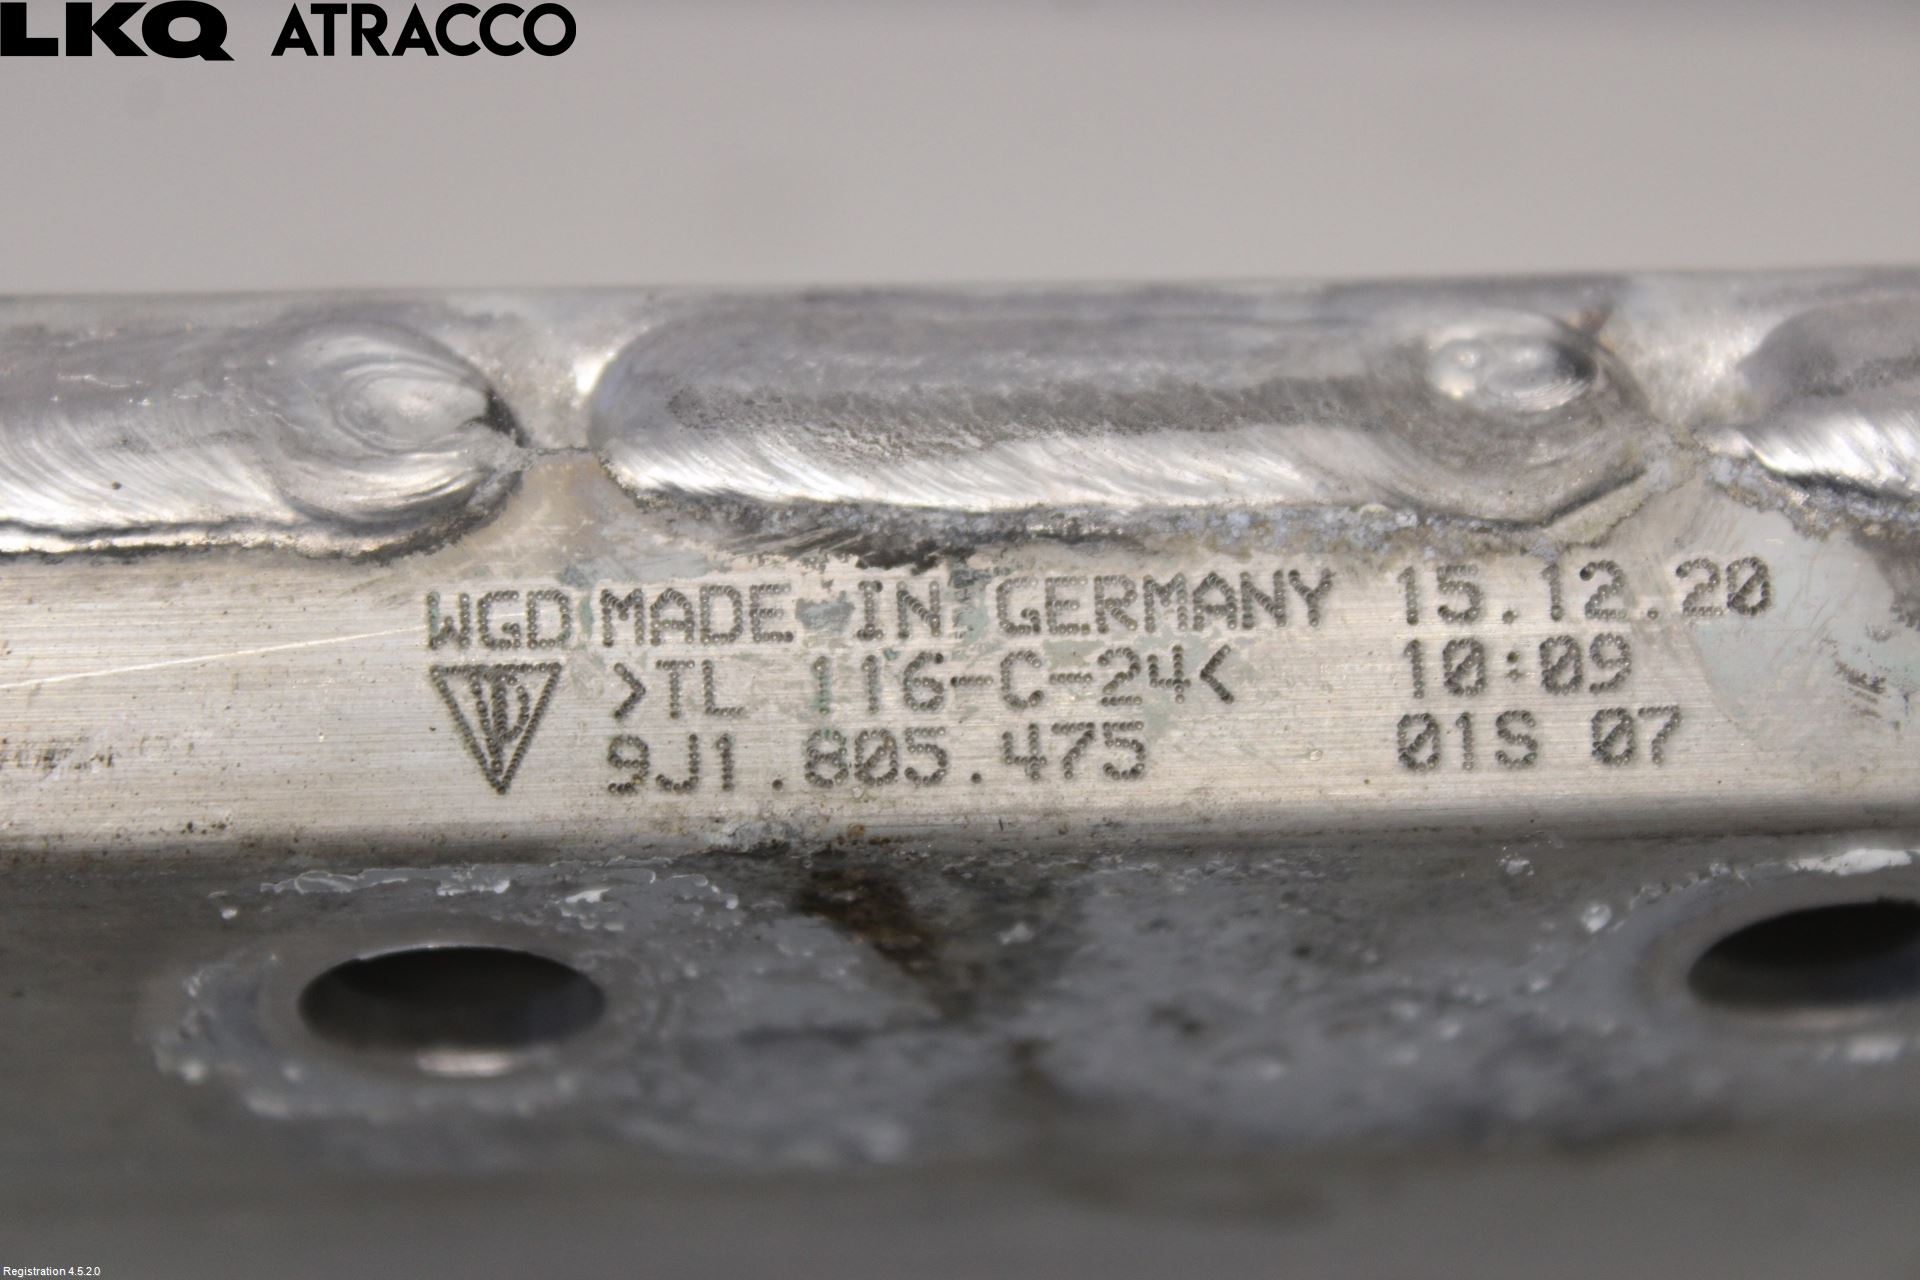 LKQ ATRACCO
WGD MADE IN GERMANY 15.12.20
>TL 116-C-24< 10:09
9J1.805.475 01S 07
Registration 4.5.2.0